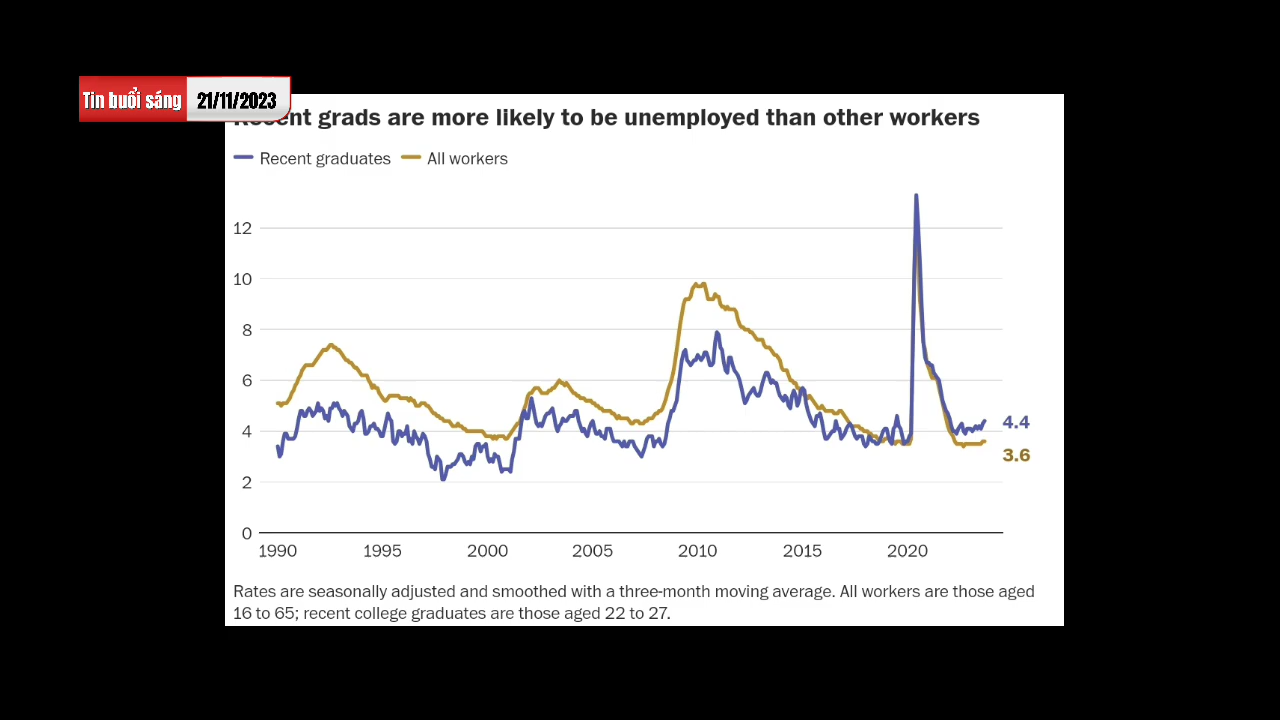 Tin buổi sáng 21/11/2023
Recent grads are more likely to be unemployed than other workers
Recent graduates All workers
12
10
8
6
4
2
0
4.4
3.6
1990 1995 2000 2005 2010 2015 2020
Rates are seasonally adjusted and smoothed with a three-month moving average. All workers are those aged
16 to 65; recent college graduates are those aged 22 to 27.